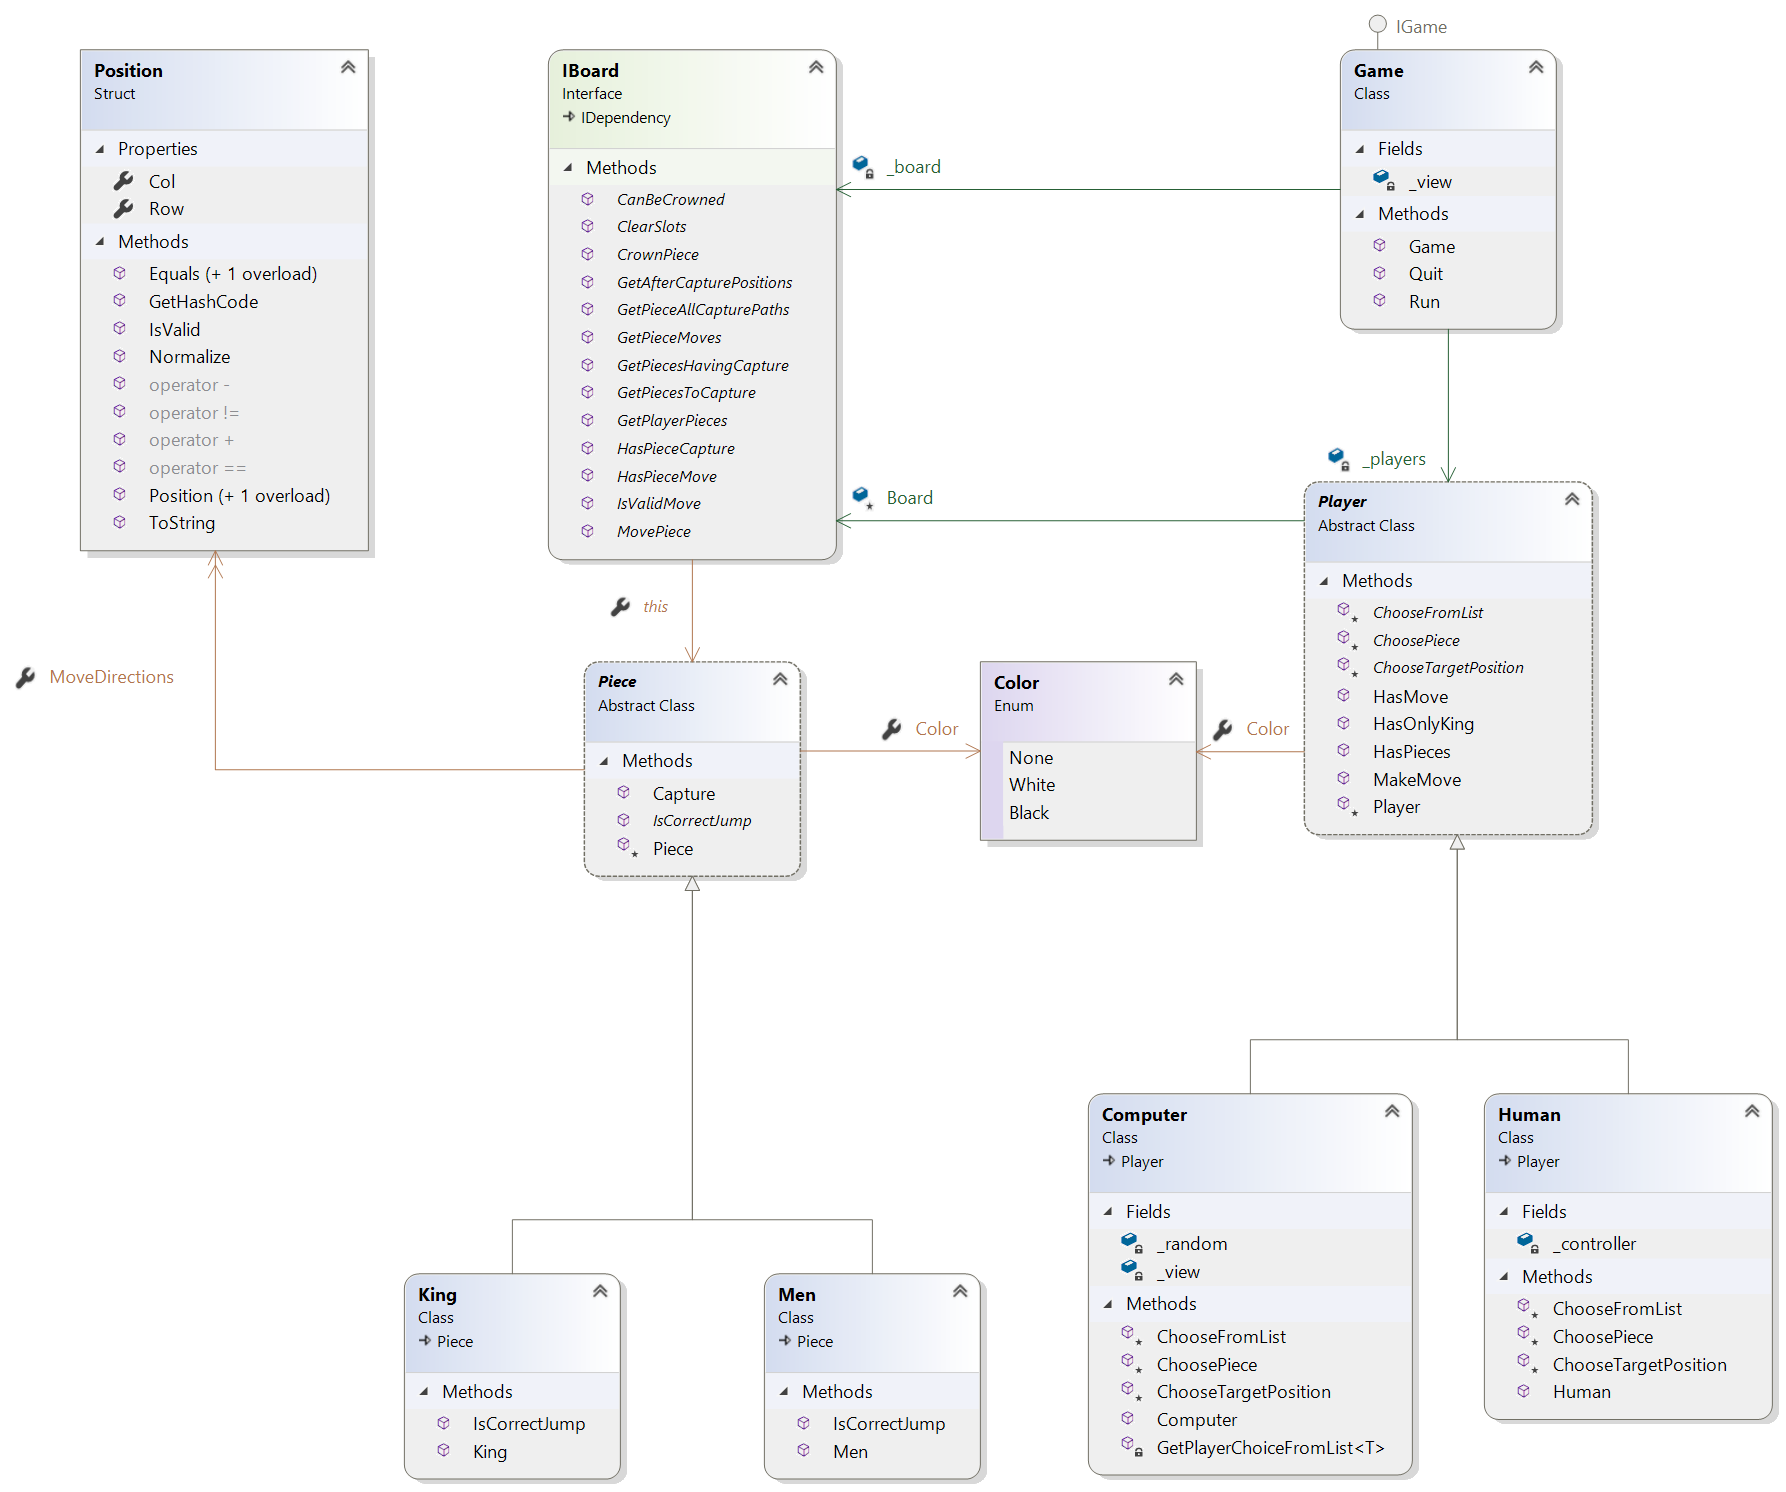 IGame
Position
Struct
Properties
Col
Row
Methods
Equals (+ 1 overload)
GetHashCode
IsValid
Normalize
operator -
operator !=
operator +
operator ==
Position (+ 1 overload)
ToString
IBoard
Interface
IDependency
Methods
CanBeCrowned
ClearSlots
CrownPiece
GetAfterCapturePositions
GetPieceAllCapturePaths
GetPieceMoves
GetPiecesHavingCapture
GetPiecesToCapture
GetPlayerPieces
HasPieceCapture
HasPieceMove
IsValidMove
MovePiece
_board
Game
Class
Fields
_view
Methods
Game
Quit
Run
_players
Board
Player
Abstract Class
Methods
ChooseFromList
ChoosePiece
ChooseTargetPosition
HasMove
HasOnlyKing
HasPieces
MakeMove
Player
this
MoveDirections
Piece
Abstract Class
Methods
Capture
IsCorrectJump
Piece
Color
Color
Enum
None
White
Black
Color
King
Class
Piece
Methods
IsCorrectJump
King
Men
Class
Piece
Methods
IsCorrectJump
Men
Computer
Class
Player
Fields
_random
_view
Methods
ChooseFromList
ChoosePiece
ChooseTargetPosition
Computer
GetPlayerChoiceFromList<T>
Human
Class
Player
Fields
_controller
Methods
ChooseFromList
ChoosePiece
ChooseTargetPosition
Human